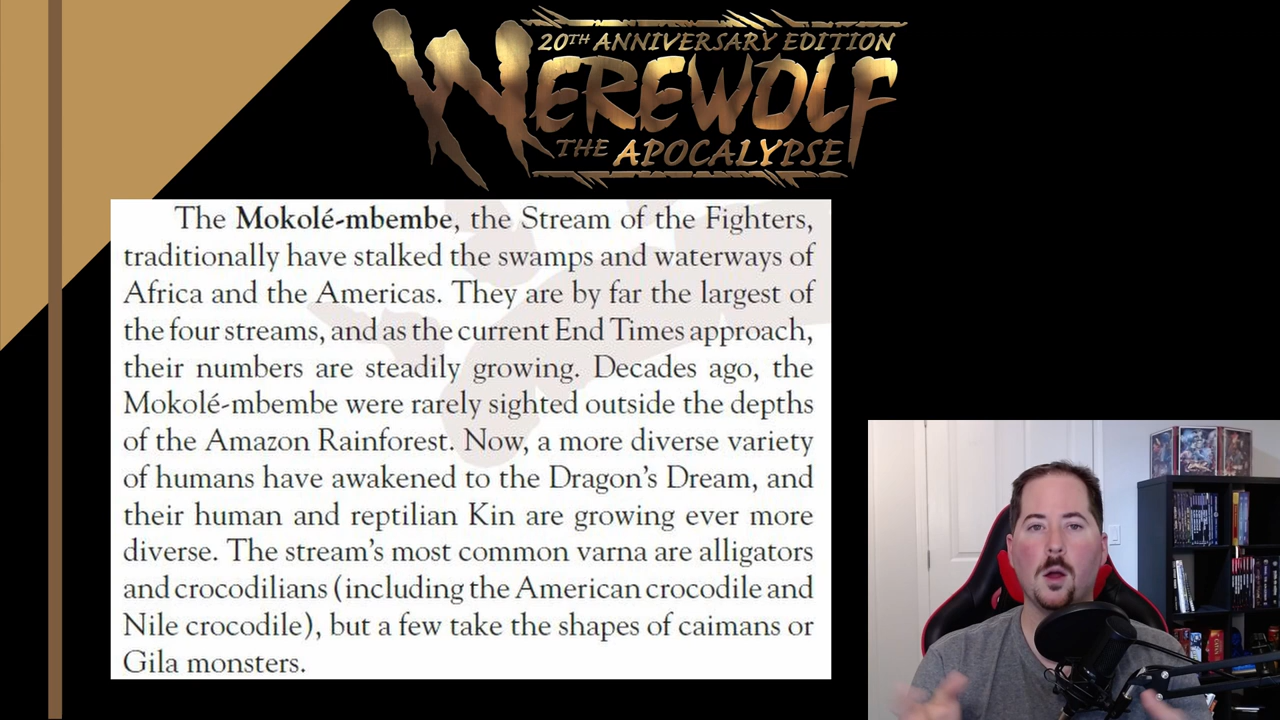 20TH ANNIVERSARY EDITION
WEREWOLF
THE APOCALYPSE
The Mokolé-mbembe, the Stream of the Fighters,
traditionally have stalked the swamps and waterways of
Africa and the Americas. They are by far the largest of
the four streams, and as the current End Times approach,
their numbers are steadily growing. Decades ago, the
Mokolé-mbembe were rarely sighted outside the depths
of the Amazon Rainforest. Now, a more diverse variety
of humans have awakened to the Dragon's Dream, and
their human and reptilian Kin are growing ever more
diverse. The stream's most common varna are alligators
and crocodilians (including the American crocodile and
Nile crocodile), but a few take the shapes of caimans or
Gila monsters.